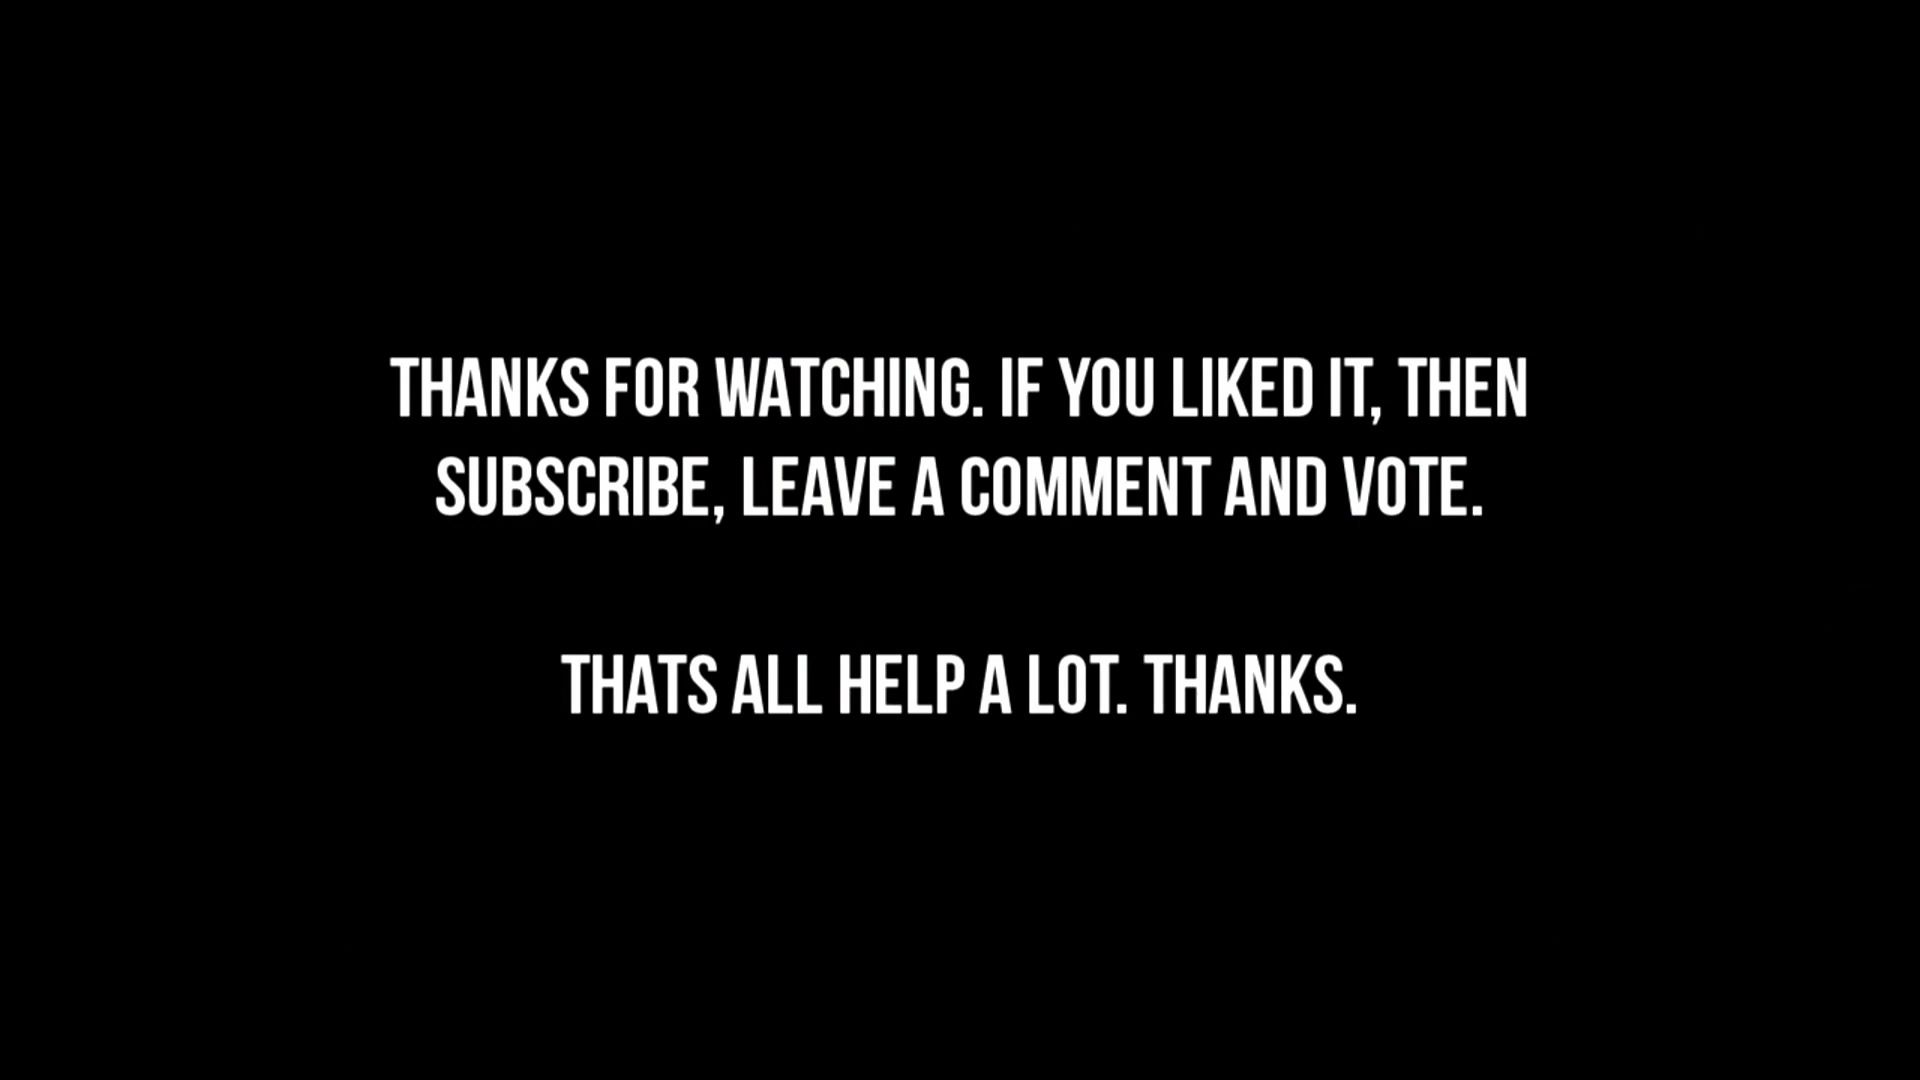 THANKS FOR WATCHING. IF YOU LIKED IT, THEN
SUBSCRIBE, LEAVE A COMMENT AND VOTE.
THATS ALL HELP A LOT. THANKS.